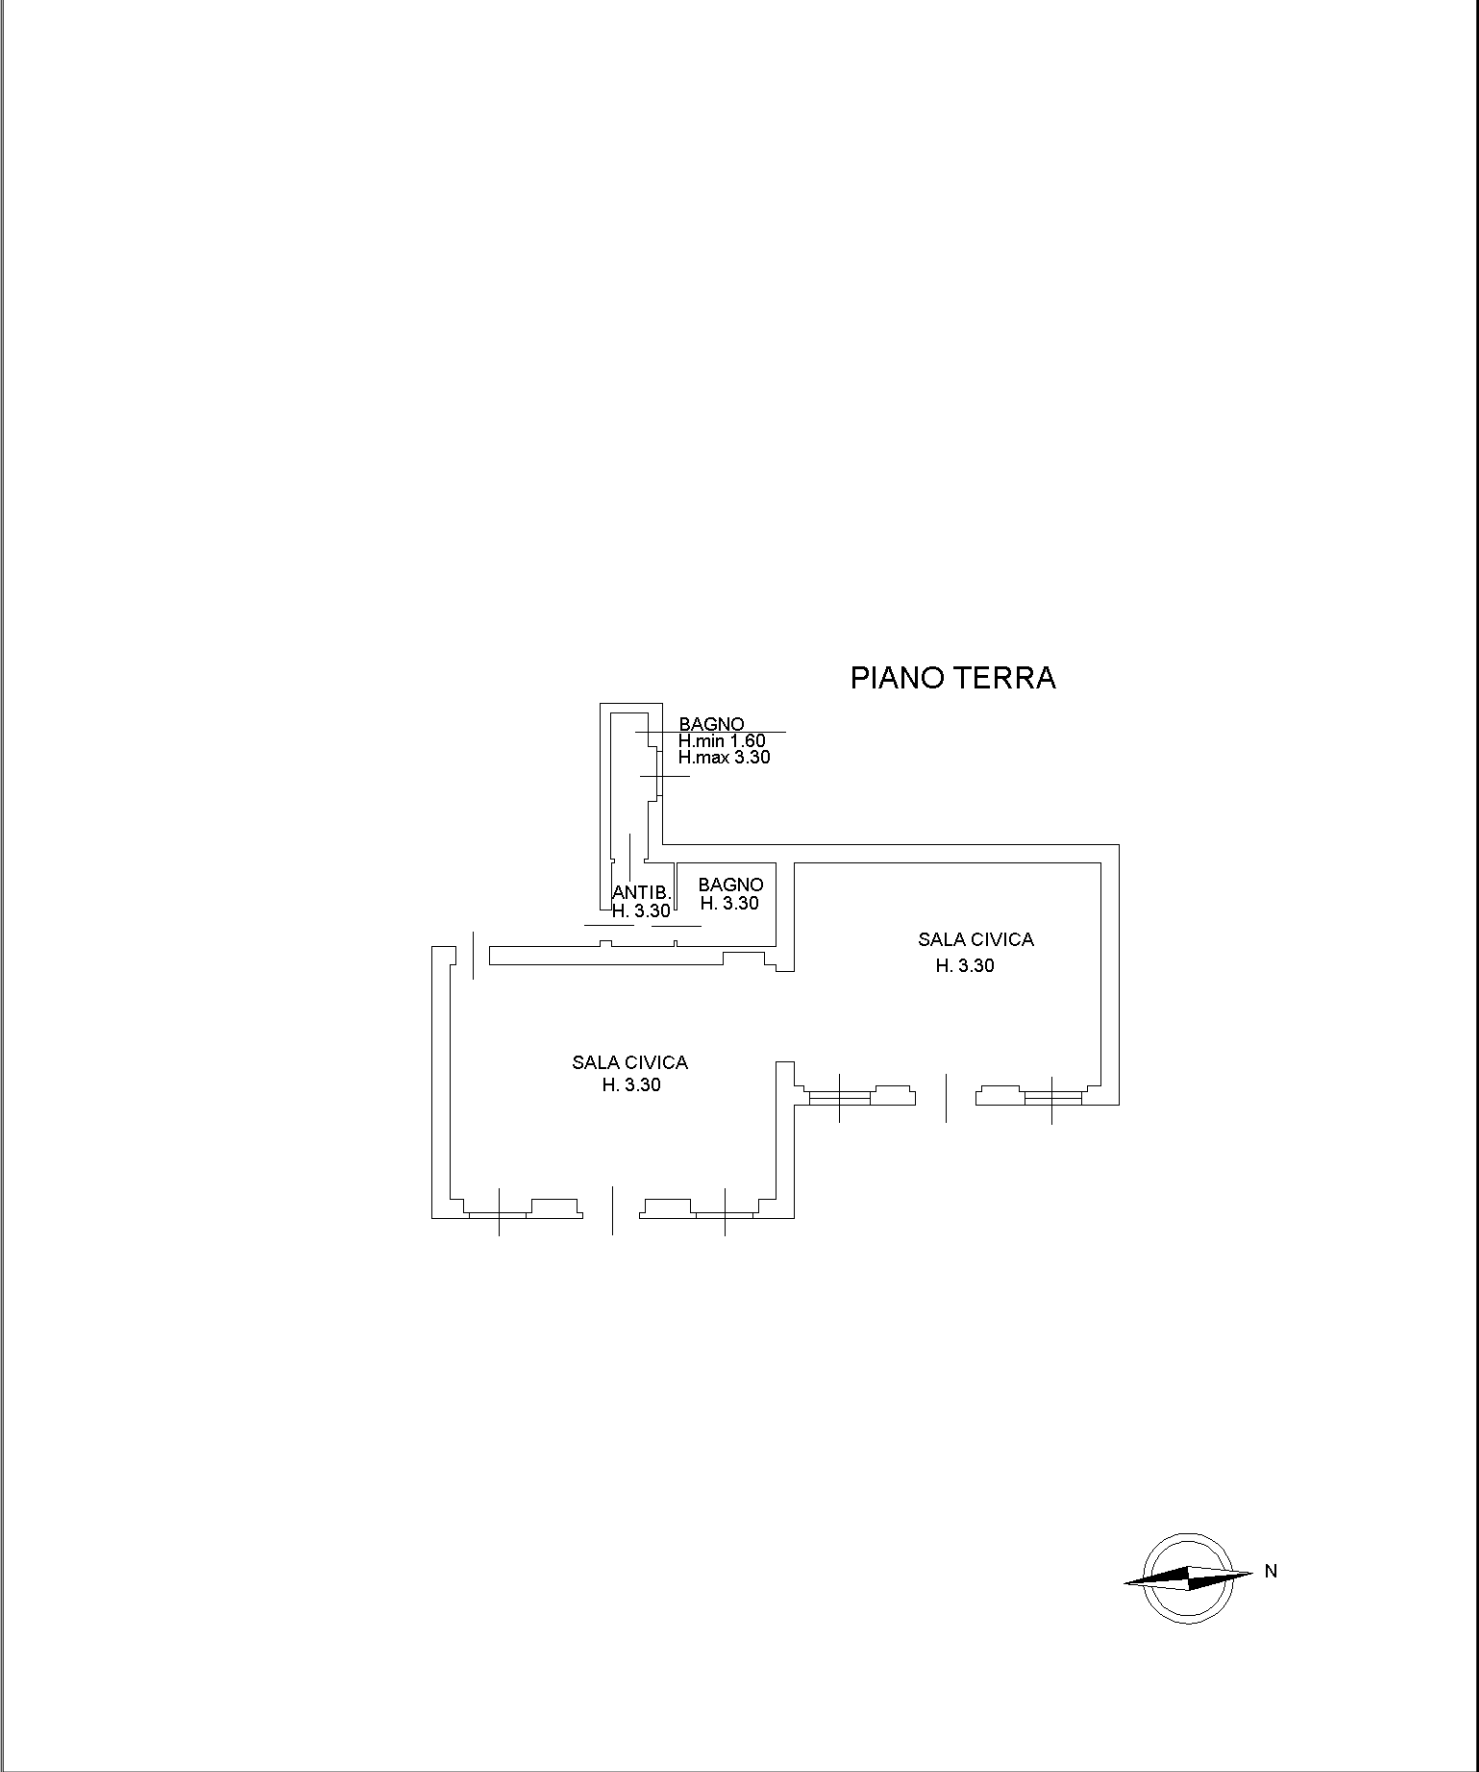 PIANO TERRA
BAGNO
H.min 1.60
H.max 3.30
ANTIB.
H. 3.30
BAGNO
H. 3.30
SALA CIVICA
H. 3.30
SALA CIVICA
H. 3.30
N